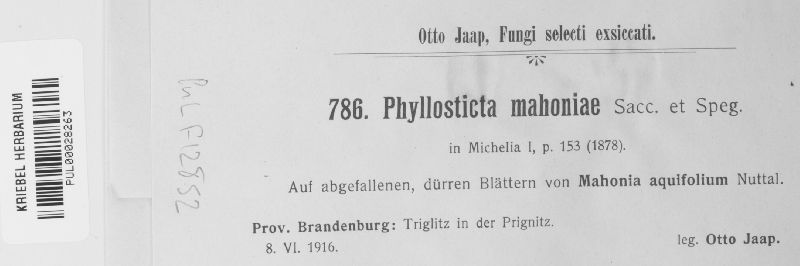 Otto Jaap, Fungi selecti exsiccati.
786. Phyllosticta mahoniae Sacc. et Speg.
in Michelia I, p. 153 (1878).
Auf abgefallenen, dürren Blättern von Mahonia aquifolium Nuttal.
Prov. Brandenburg: Triglitz in der Prignitz.
8. VI. 1916.
leg. Otto Jaap.
KRIEBEL HERBARIUM
PUL00028263
PUL F12852